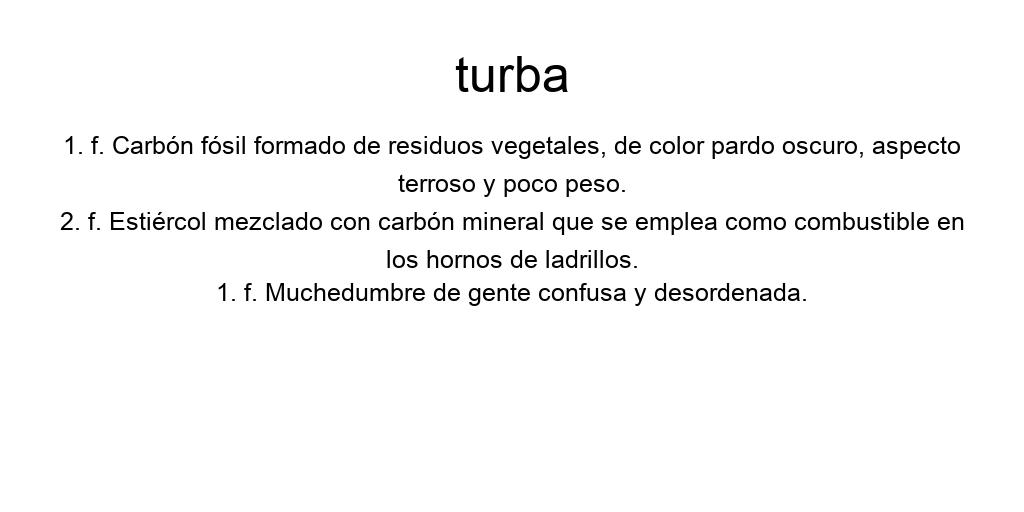 turba
1. f. Carbón fósil formado de residuos vegetales, de color pardo oscuro, aspecto
terroso y poco peso.
2. f. Estiércol mezclado con carbón mineral que se emplea como combustible en
los hornos de ladrillos.
1. f. Muchedumbre de gente confusa y desordenada.